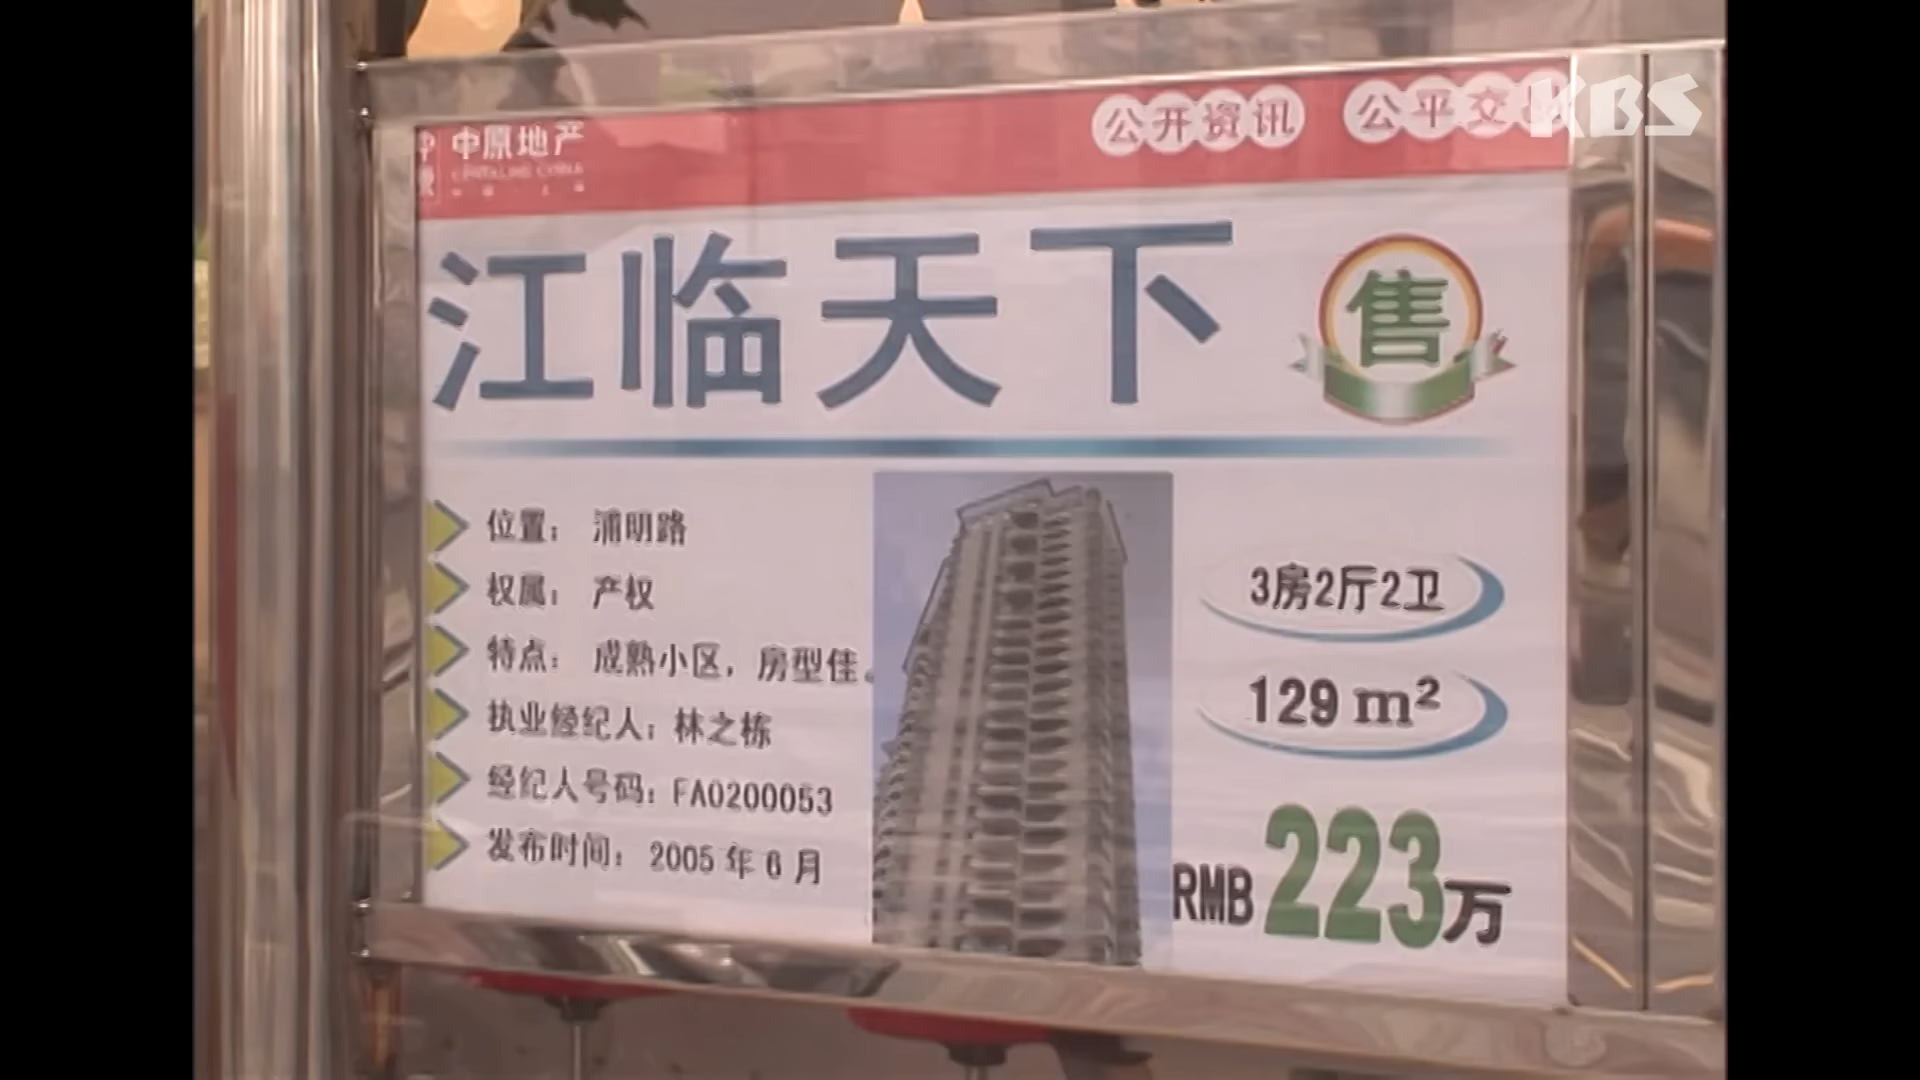 中原地产
公开资讯 公平交
KBS
江临天下
售
位置： 浦明路
权属： 产权
特点： 成熟小区，房型佳。
执业经纪人：林之栋
经纪人号码：FA0200053
发布时间：2005年6月
3房2厅2卫
129 m²
RMB 223万